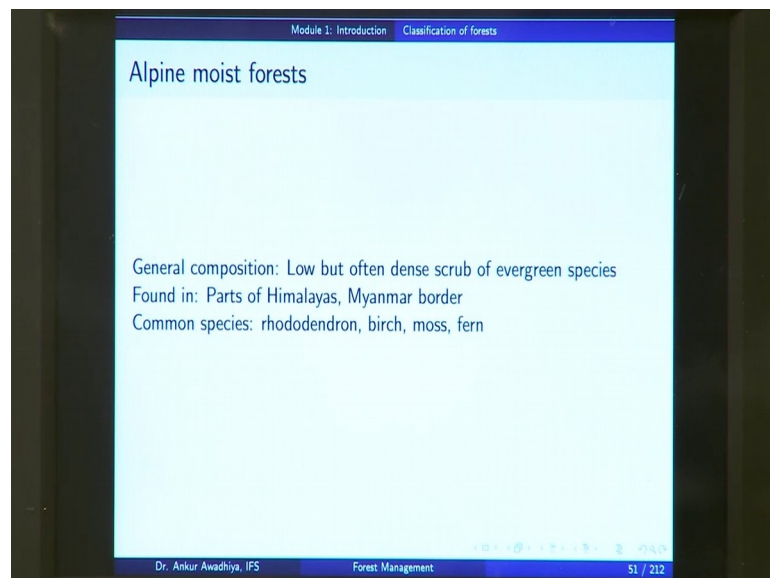 Module 1: Introduction Classification of forests
Alpine moist forests
General composition: Low but often dense scrub of evergreen species
Found in: Parts of Himalayas, Myanmar border
Common species: rhododendron, birch, moss, fern
Dr. Ankur Awadhiya, IFS Forest Management 51 / 212